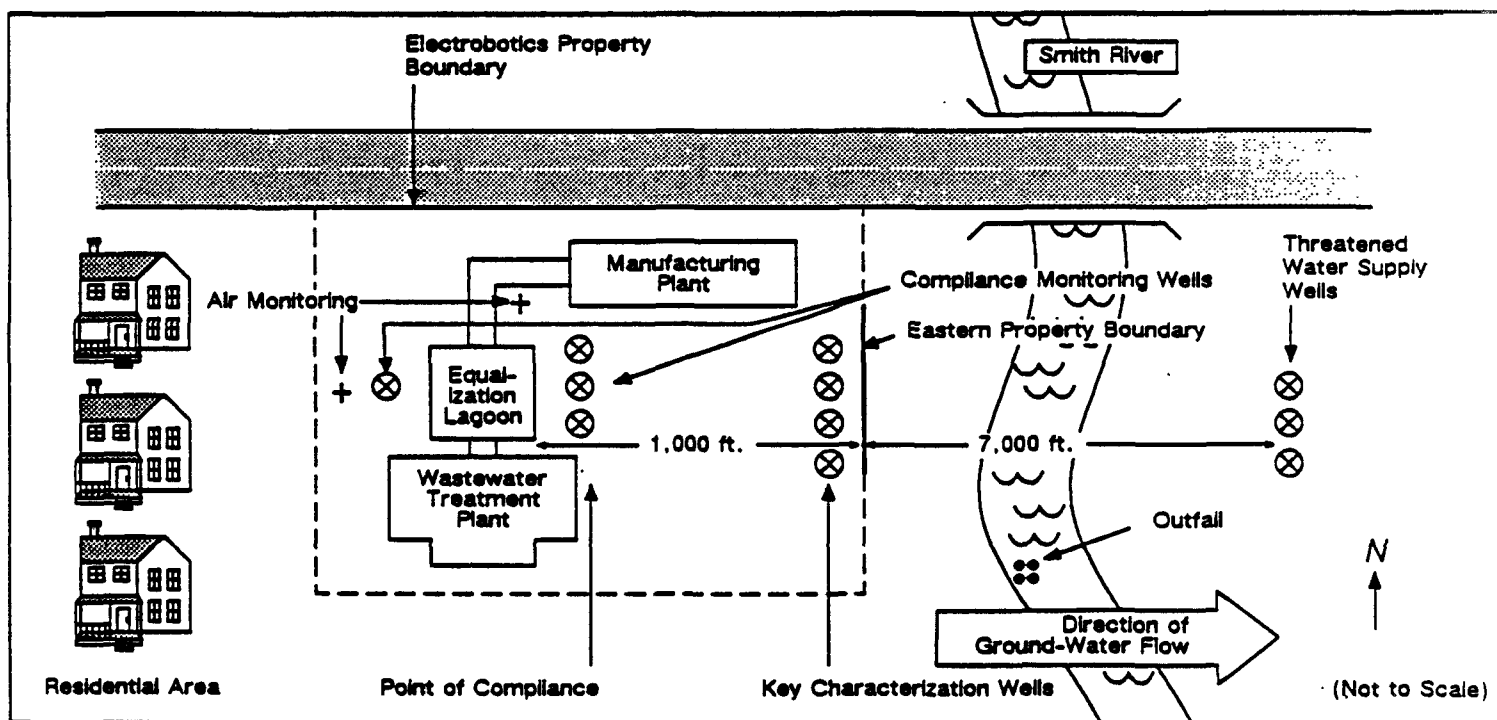 Electrobotics Property
Boundary
Smith River
Manufacturing
Plant
Threatened
Water Supply
Wells
Compliance Monitoring Wells
Air Monitoring
Eastern Property Boundary
Equal-
ization
Lagoon
1,000 ft.
7,000 ft.
Wastewater
Treatment
Plant
Outfall
N
Direction of
Ground-Water Flow
Residential Area
Point of Compliance
Key Characterization Wells
(Not to Scale)